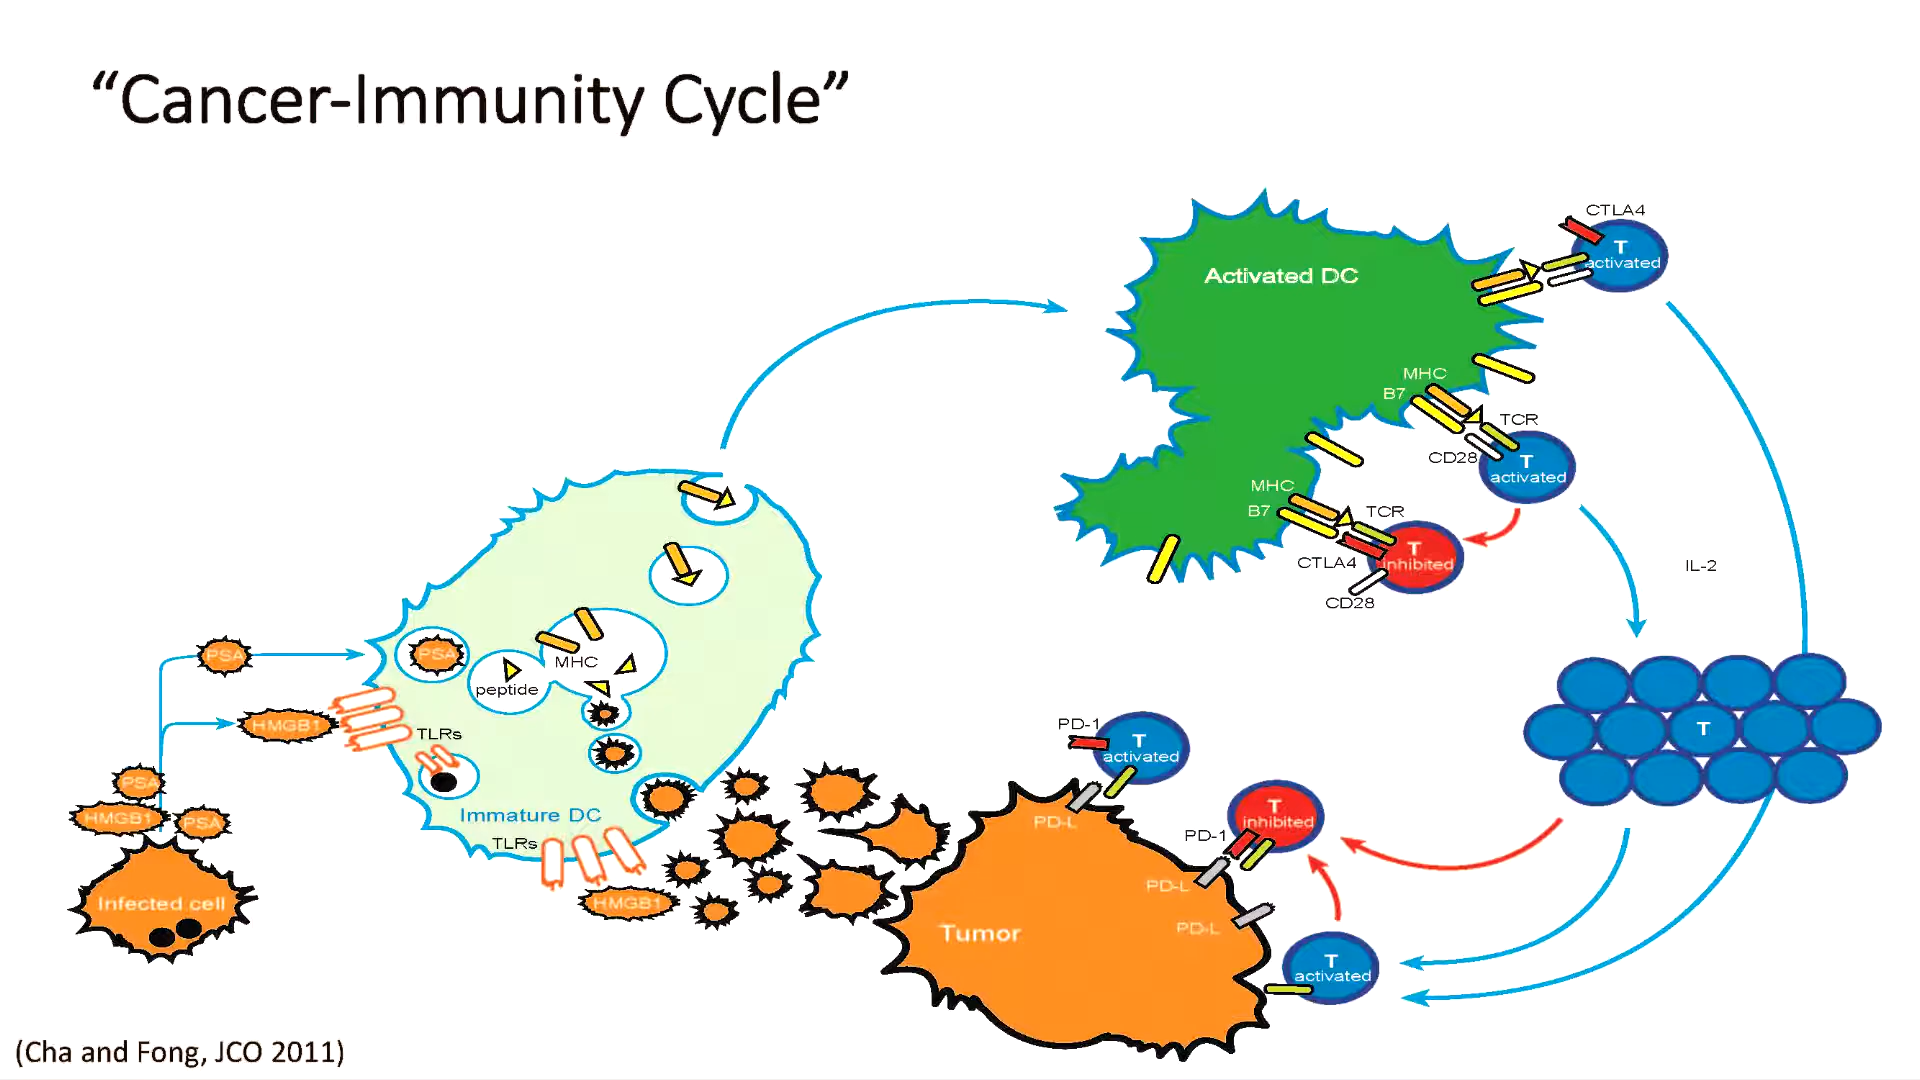 “Cancer-Immunity Cycle”
CTLA4
T
activated
Activated DC
MHC
B7
TCR
CD28
T
activated
MHC
B7
TCR
CTLA4
T
inhibited
CD28
IL-2
PSA
PSA
MHC
peptide
HMGB1
TLRs
PSA
HMGB1
PSA
Immature DC
TLRs
HMGB1
Infected cell
PD-1
T
activated
PD-L
T
T
inhibited
PD-1
PD-L
PD-L
Tumor
T
activated
(Cha and Fong, JCO 2011)